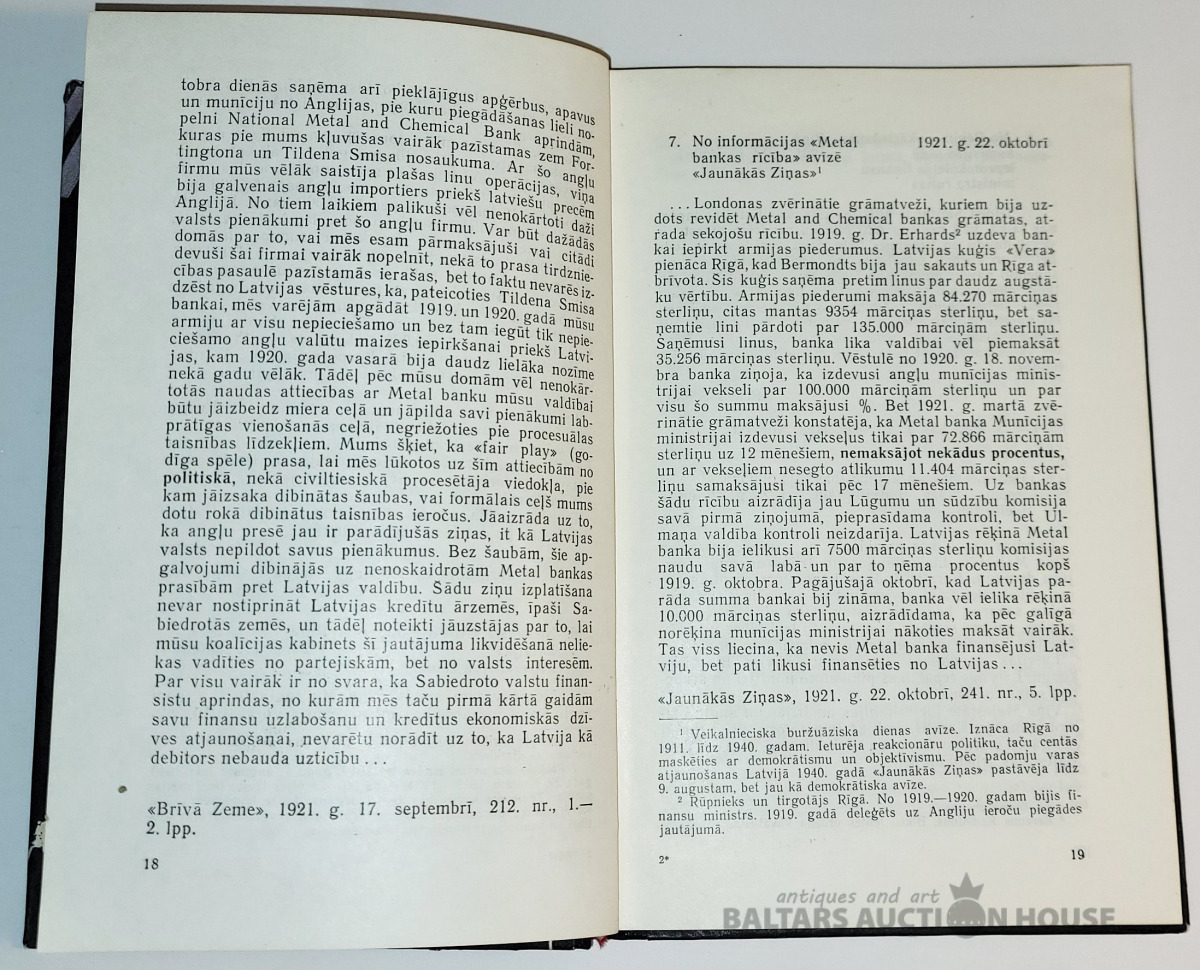 tobra dienās saņēma arī pieklājīgus apģērbus, apavus
un munīciju no Anglijas, pie kuru piegādāšanas lieli no-
pelni National Metal and Chemical Bank aprindām,
kuras pie mums kļuvušas vairāk pazīstamas zem For-
tingtona un Tildena Smisa nosaukuma. Ar šo angļu
firmu mūs vēlāk saistīja plašas linu operācijas, viņa
bija galvenais angļu importiers priekš latviešu precēm
Anglijā. No tiem laikiem palikuši vēl nenokārtoti daži
valsts pienākumi pret šo angļu firmu. Var būt dažādās
domās par to, vai mēs esam pārmaksājuši vai citādi
devuši šai firmai vairāk nopelnīt, nekā to prasa tirdznie-
cības pasaulē pazīstamās ierašas, bet to faktu nevarēs iz-
dzēst no Latvijas vēstures, ka, pateicoties Tildena Smisa
bankai, mēs varējām apgādāt 1919. un 1920. gadā mūsu
armiju ar visu nepieciešamo un bez tam iegūt tik nepie-
ciešamo angļu valūtu maizes iepirkšanai priekš Latvi-
jas, kam 1920. gada vasarā bija daudz lielāka nozīme
nekā gadu vēlāk. Tādēļ pēc mūsu domām vēl nenokār-
totās naudas attiecības ar Metal banku mūsu valdībai
būtu jāizbeidz miera ceļā un jāpilda savi pienākumi lab-
prātīgas vienošanās ceļā, negriežoties pie procesuālas
taisnības līdzekļiem. Mums šķiet, ka «fair play» (go-
dīga spēle) prasa, lai mēs lūkotos uz šīm attiecībām no
politiskā, nekā civiltiesiskā procesētāja viedokļa, pie
kam jāizsaka dibinātas šaubas, vai formālais ceļš mums
dotu rokā dibinātus taisnības ieročus. Jāaizrāda uz to,
ka angļu presē jau ir parādījušās ziņas, it kā Latvijas
valsts nepildot savus pienākumus. Bez šaubām, šie ap-
galvojumi dibinājās uz nenoskaidrotām Metal bankas
prasībām pret Latvijas valdību. Šādu ziņu izplatīšana
nevar nostiprināt Latvijas kredītu ārzemēs, īpaši Sa-
biedrotās zemēs, un tādēļ noteikti jāuzstājas par to, lai
mūsu koalīcijas kabinets šī jautājuma likvidēšanā nelie-
kas vadīties no partejiskām, bet no valsts interesēm.
Par visu vairāk ir no svara, ka Sabiedroto valstu finan-
sistu aprindas, no kurām mēs taču pirmā kārtā gaidām
savu finansu uzlabošanu un kredītus ekonomiskās dzī-
ves atjaunošanai, nevarētu norādīt uz to, ka Latvija kā
debitors nebauda uzticību...
«Brīvā Zeme», 1921. g. 17. septembrī, 212. nr., 1.—
2. lpp.
18
7. No informācijas «Metal 1921. g. 22. oktobrī
bankas rīcība» avīzē
«Jaunākās Ziņas»¹
...Londonas zvērinātie grāmatveži, kuriem bija uz-
dots revidēt Metal and Chemical bankas grāmatas, at-
rada sekojošu rīcību. 1919. g. Dr. Erhards² uzdeva ban-
kai iepirkt armijas piederumus. Latvijas kuģis «Vera»
pienāca Rīgā, kad Bermondts bija jau sakauts un Rīga at-
brīvota. Šis kuģis saņēma pretim linus par daudz augstā-
ku vērtību. Armijas piederumi maksāja 84.270 mārciņas
sterliņu, citas mantas 9354 mārciņas sterliņu, bet sa-
ņemtie lini pārdoti par 135.000 mārciņām sterliņu.
Saņēmusi linus, banka lika valdībai vēl piemaksāt
35.256 mārciņas sterliņu. Vēstulē no 1920. g. 18. novem-
bra banka ziņoja, ka izdevusi angļu munīcijas minis-
trijai vekseli par 100.000 mārciņām sterliņu un par
visu šo summu maksājusi %. Bet 1921. g. martā zvē-
rinātie grāmatveži konstatēja, ka Metal banka Munīcijas
ministrijai izdevusi vekseļus tikai par 72.866 mārciņām
sterliņu uz 12 mēnešiem, nemaksājot nekādus procentus,
un ar vekseļiem nesegto atlikumu 11.404 mārciņas ster-
liņu samaksājusi tikai pēc 17 mēnešiem. Uz bankas
šādu rīcību aizrādīja jau Lūgumu un sūdzību komisija
savā pirmā ziņojumā, pieprasīdama kontroli, bet Ul-
maņa valdība kontroli neizdarīja. Latvijas rēķinā Metal
banka bija ielikusi arī 7500 mārciņas sterliņu komisijas
naudu savā labā un par to ņēma procentus kopš
1919. g. oktobra. Pagājušajā oktobrī, kad Latvijas pa-
rāda summa bankai bij zināma, banka vēl ielika rēķinā
10.000 mārciņas sterliņu, aizrādīdama, ka pēc galīgā
norēķina munīcijas ministrijai nākoties maksāt vairāk.
Tas viss liecina, ka nevis Metal banka finansējusi Lat-
viju, bet pati likusi finansēties no Latvijas...
«Jaunākās Ziņas», 1921. g. 22. oktobrī, 241. nr., 5. lpp.
¹ Veikalnieciska buržuāziska dienas avīze. Iznāca Rīgā no
1911. līdz 1940. gadam. Ieturēja reakcionāru politiku, taču centās
maskēties ar demokrātismu un objektīvismu. Pēc padomju varas
atjaunošanas Latvijā 1940. gadā «Jaunākās Ziņas» pastāvēja līdz
9. augustam, bet jau kā demokrātiska avīze.
² Rūpnieks un tirgotājs Rīgā. No 1919.—1920. gadam bijis fi-
nansu ministrs. 1919. gadā deleģēts uz Angliju ieroču piegādes
jautājumā.
2*
19
antiques and art
BALTARS AUCTION HOUSE